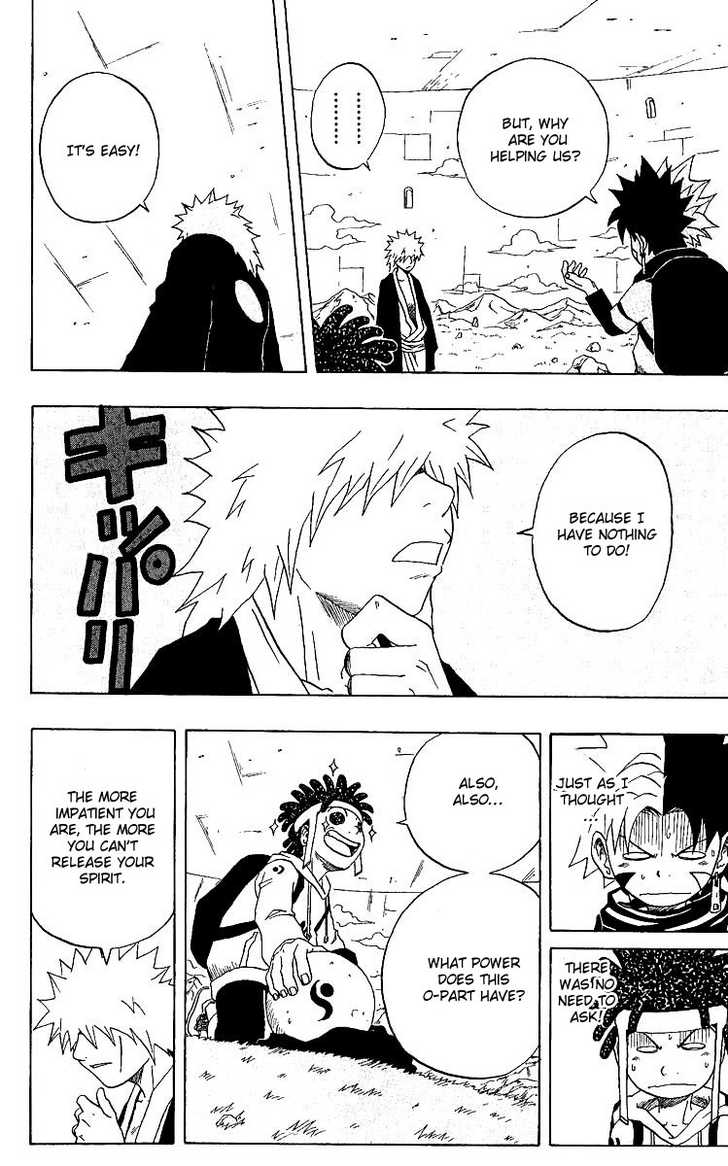 BUT, WHY
ARE YOU
HELPING US?
IT'S EASY!
BECAUSE I
HAVE NOTHING
TO DO!
キッパリ
JUST AS I
THOUGHT
...
THERE
WAS NO
NEED TO
ASK!
ALSO,
ALSO...
WHAT POWER
DOES THIS
O-PART HAVE?
THE MORE
IMPATIENT YOU
ARE, THE MORE
YOU CAN'T
RELEASE YOUR
SPIRIT.